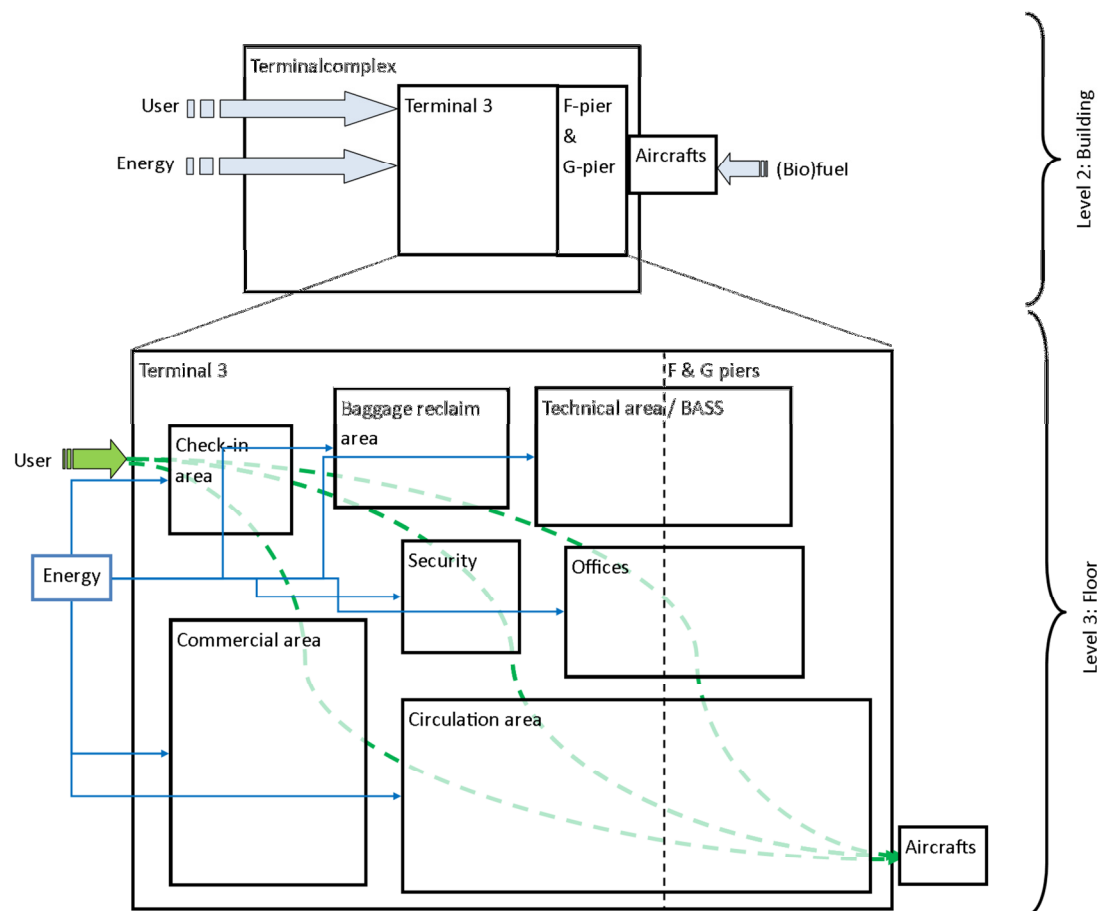 Terminalcomplex
User
Terminal 3
F-pier
&
G-pier
Aircrafts
Energy
(Bio)fuel
Level 2: Building
Terminal 3
F & G piers
Baggage reclaim
area
Technical area / BASS
Check-in
area
User
Security
Offices
Energy
Commercial area
Circulation area
Aircrafts
Level 3: Floor